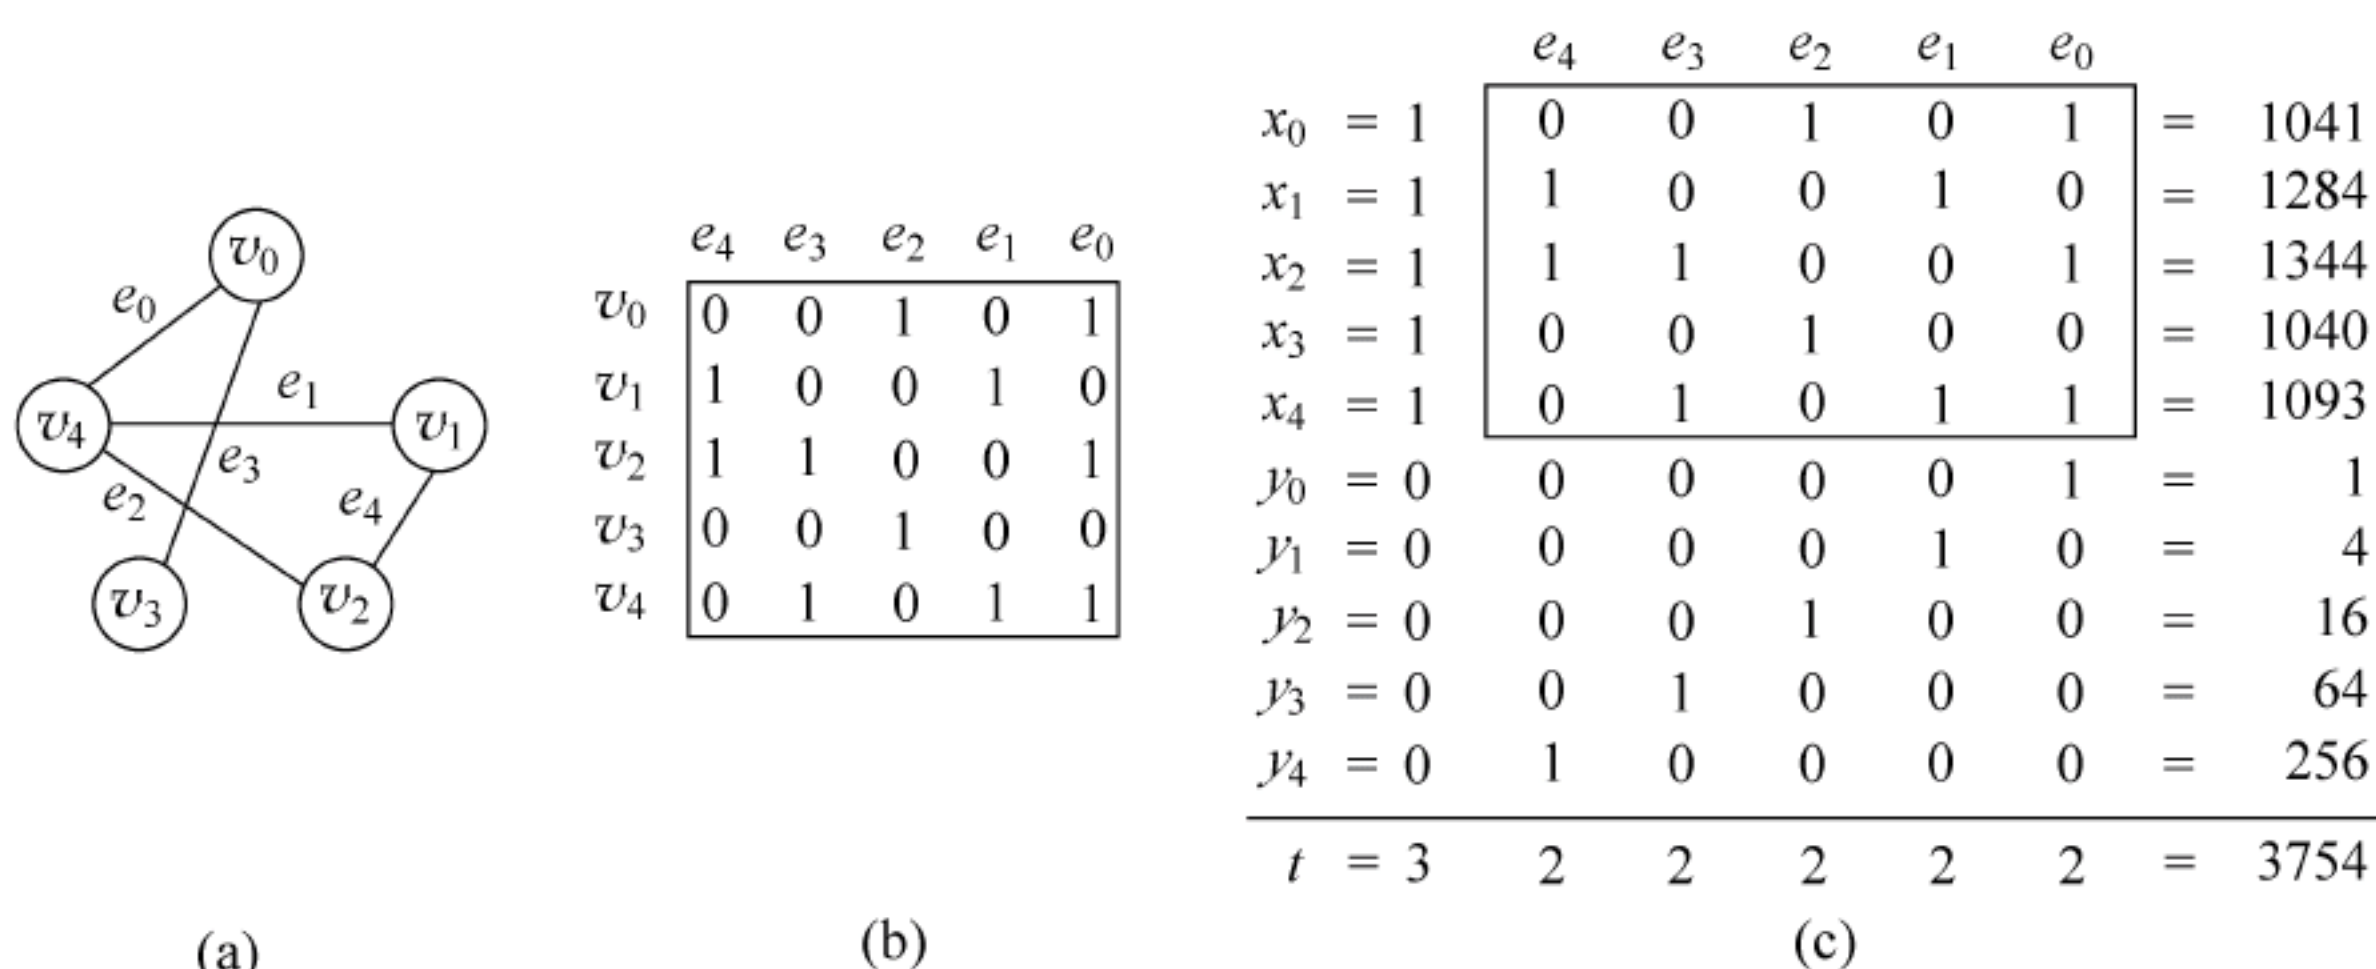 v0
e0
e1
v4
v1
e3
e2
e4
v3
v2
(a)
e4 e3 e2 e1 e0
v0 0 0 1 0 1
v1 1 0 0 1 0
v2 1 1 0 0 1
v3 0 0 1 0 0
v4 0 1 0 1 1
(b)
e4 e3 e2 e1 e0
x0 = 1 0 0 1 0 1 = 1041
x1 = 1 1 0 0 1 0 = 1284
x2 = 1 1 1 0 0 1 = 1344
x3 = 1 0 0 1 0 0 = 1040
x4 = 1 0 1 0 1 1 = 1093
y0 = 0 0 0 0 0 1 = 1
y1 = 0 0 0 0 1 0 = 4
y2 = 0 0 0 1 0 0 = 16
y3 = 0 0 1 0 0 0 = 64
y4 = 0 1 0 0 0 0 = 256
t = 3 2 2 2 2 2 = 3754
(c)